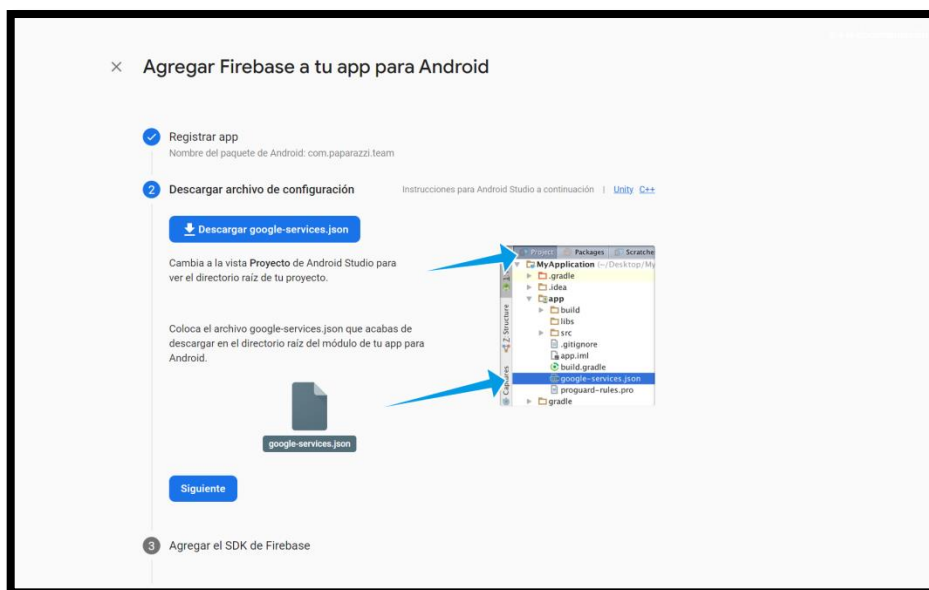 Agregar Firebase a tu app para Android
Registrar app
Nombre del paquete de Android: com.paparazzi.team
2 Descargar archivo de configuración
Instrucciones para Android Studio a continuación | Unity C++
Descargar google-services.json
Cambia a la vista Proyecto de Android Studio para
ver el directorio raíz de tu proyecto.
Coloca el archivo google-services.json que acabas de
descargar en el directorio raíz del módulo de tu app para
Android.
google-services.json
Project Packages Scratche
MyApplication (~/Desktop/My
.gradle
.idea
app
build
libs
src
.gitignore
app.iml
build.gradle
google-services.json
proguard-rules.pro
gradle
Z: Structure
Captures
Siguiente
3 Agregar el SDK de Firebase